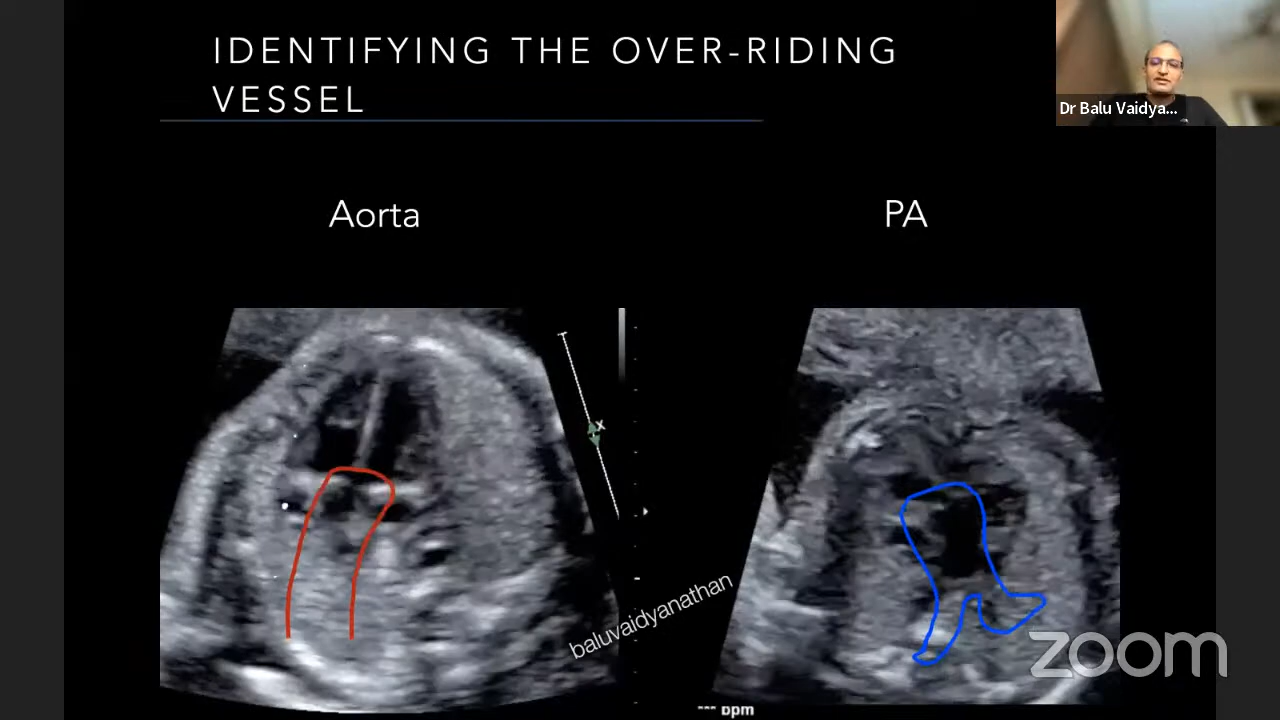 IDENTIFYING THE OVER-RIDING
VESSEL
Dr Balu Vaidya...
Aorta
PA
x
baluvaidyanathan
zoom
--- bpm